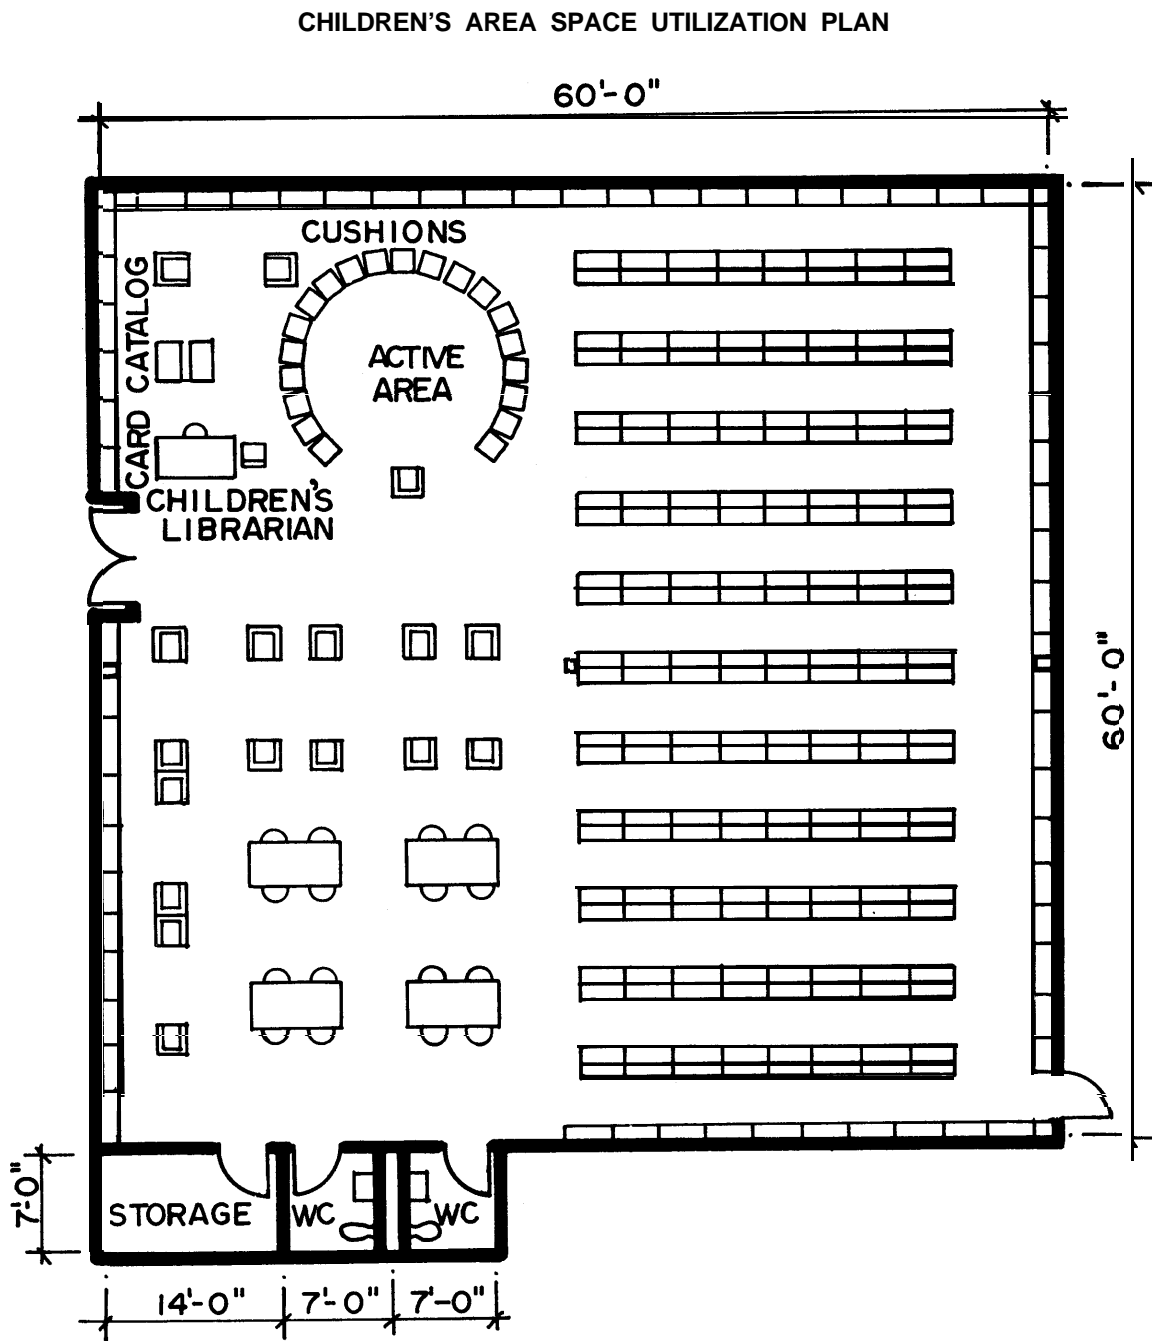 CHILDREN'S AREA SPACE UTILIZATION PLAN
60'-0"
CUSHIONS
CARD CATALOG
ACTIVE
AREA
CHILDREN'S
LIBRARIAN
60'-0"
7'-0"
STORAGE
WC
WC
14'-0"
7'-0"
7'-0"